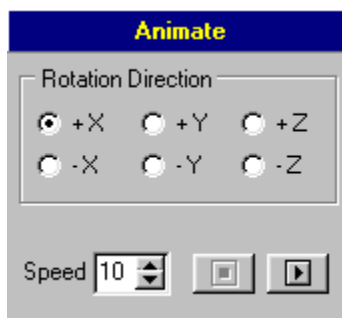 Animate
Rotation Direction
+X +Y +Z
-X -Y -Z
Speed 10